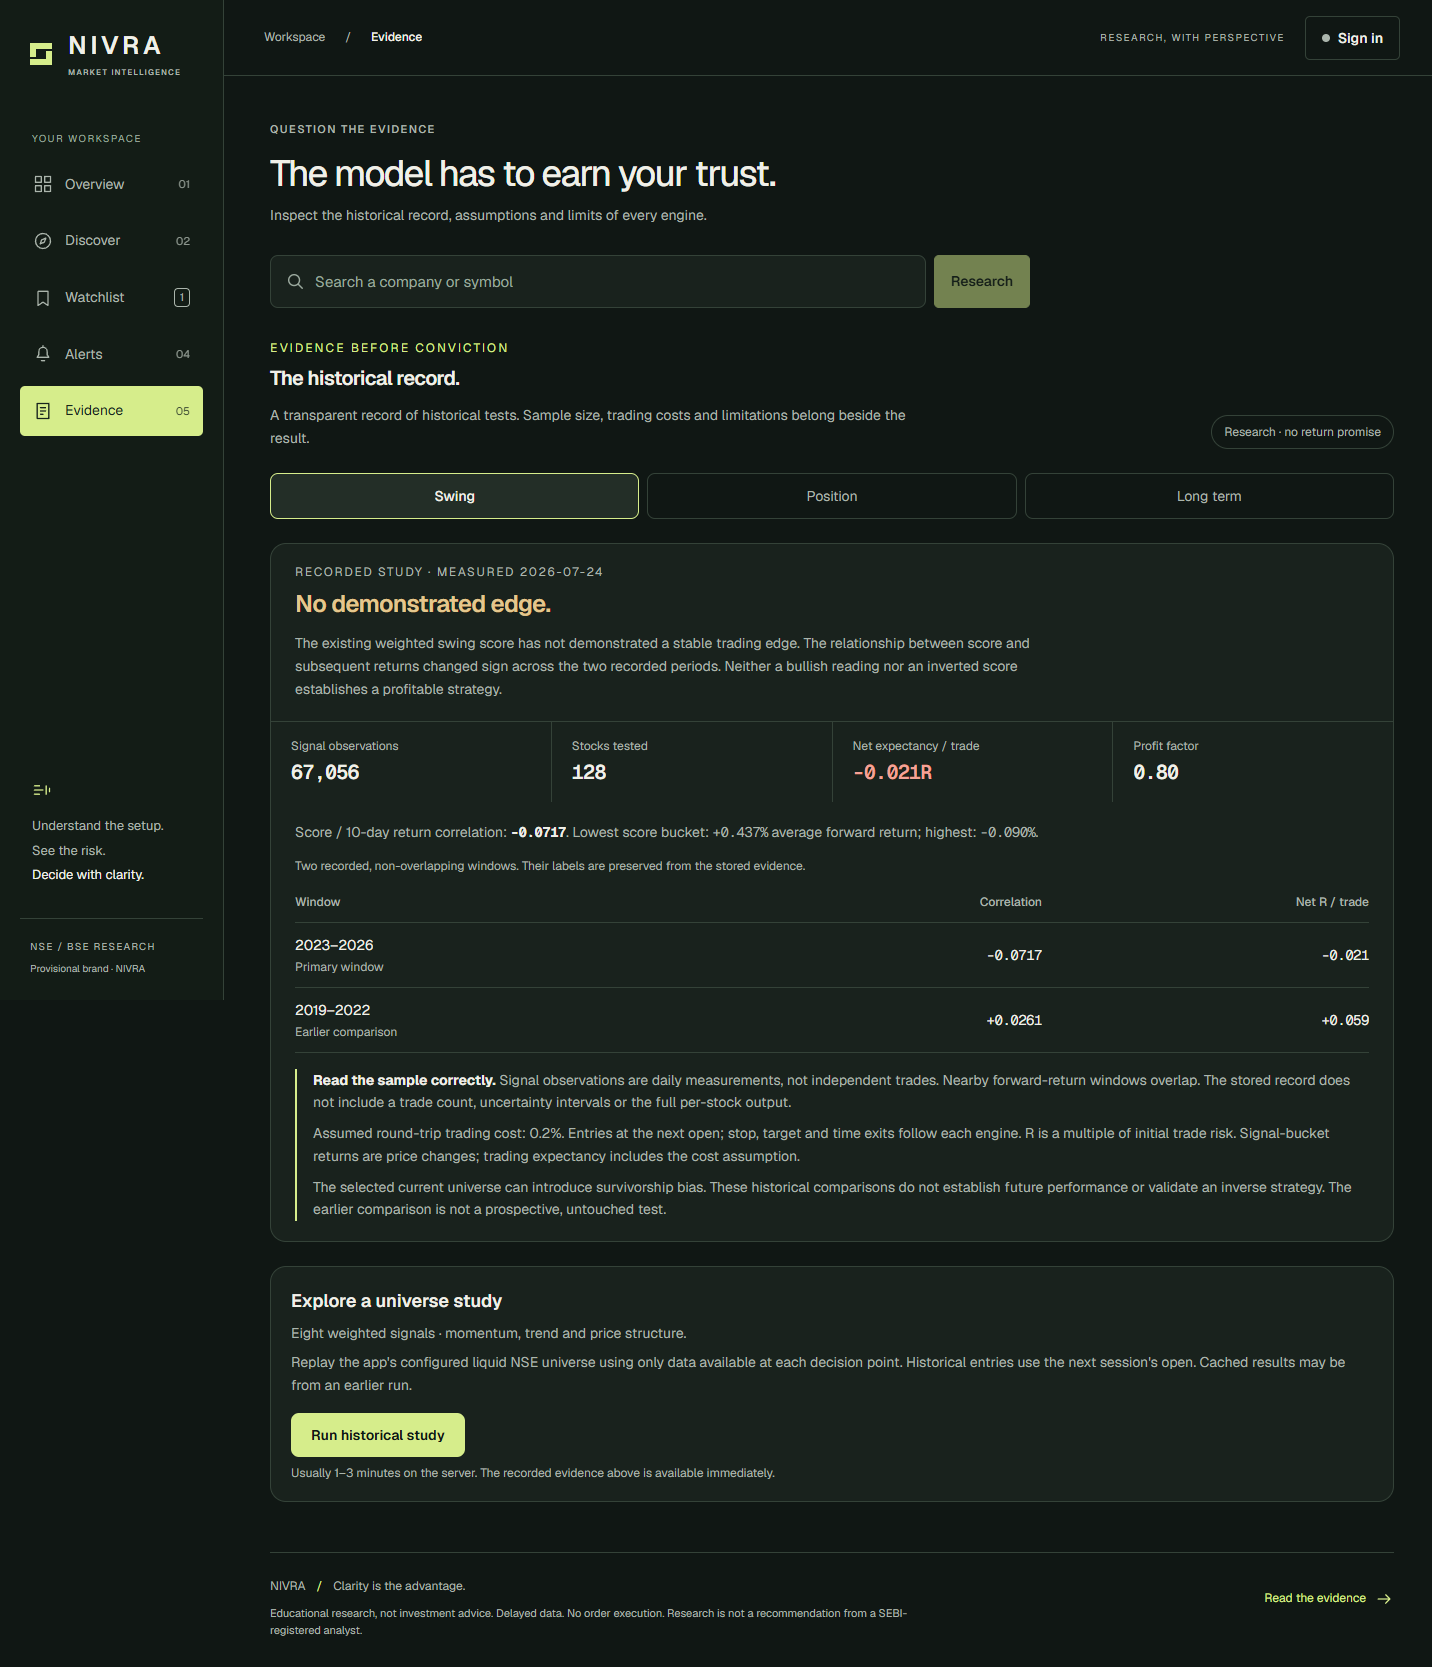 NIVRA
MARKET INTELLIGENCE
YOUR WORKSPACE
Overview 01
Discover 02
Watchlist 1
Alerts 04
Evidence 05
Understand the setup.
See the risk.
Decide with clarity.
NSE / BSE RESEARCH
Provisional brand · NIVRA
Workspace / Evidence
RESEARCH, WITH PERSPECTIVE
Sign in
QUESTION THE EVIDENCE
The model has to earn your trust.
Inspect the historical record, assumptions and limits of every engine.
Search a company or symbol
Research
EVIDENCE BEFORE CONVICTION
The historical record.
A transparent record of historical tests. Sample size, trading costs and limitations belong beside the
result.
Research · no return promise
Swing
Position
Long term
RECORDED STUDY · MEASURED 2026-07-24
No demonstrated edge.
The existing weighted swing score has not demonstrated a stable trading edge. The relationship between score and
subsequent returns changed sign across the two recorded periods. Neither a bullish reading nor an inverted score
establishes a profitable strategy.
Signal observations
67,056
Stocks tested
128
Net expectancy / trade
-0.021R
Profit factor
0.80
Score / 10-day return correlation: -0.0717. Lowest score bucket: +0.437% average forward return; highest: -0.090%.
Two recorded, non-overlapping windows. Their labels are preserved from the stored evidence.
Window Correlation Net R / trade
2023–2026
Primary window
-0.0717 -0.021
2019–2022
Earlier comparison
+0.0261 +0.059
Read the sample correctly. Signal observations are daily measurements, not independent trades. Nearby forward-return windows overlap. The stored record does
not include a trade count, uncertainty intervals or the full per-stock output.
Assumed round-trip trading cost: 0.2%. Entries at the next open; stop, target and time exits follow each engine. R is a multiple of initial trade risk. Signal-bucket
returns are price changes; trading expectancy includes the cost assumption.
The selected current universe can introduce survivorship bias. These historical comparisons do not establish future performance or validate an inverse strategy. The
earlier comparison is not a prospective, untouched test.
Explore a universe study
Eight weighted signals · momentum, trend and price structure.
Replay the app's configured liquid NSE universe using only data available at each decision point. Historical entries use the next session's open. Cached results may be
from an earlier run.
Run historical study
Usually 1–3 minutes on the server. The recorded evidence above is available immediately.
NIVRA / Clarity is the advantage.
Educational research, not investment advice. Delayed data. No order execution. Research is not a recommendation from a SEBI-
registered analyst.
Read the evidence